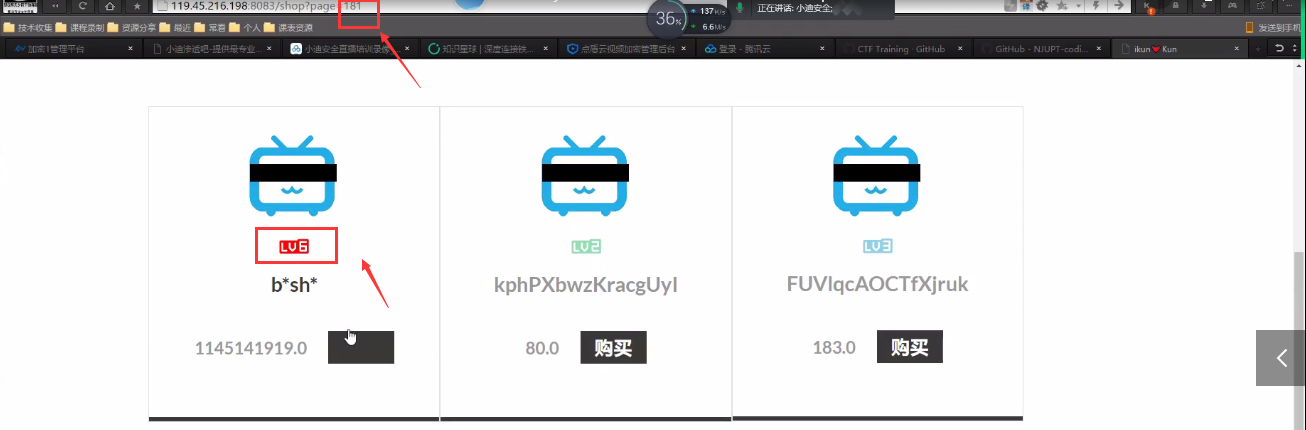 119.45.216.198:8083/shop?page 181
36%
137 K/s
6.6M/s
正在讲话: 小迪安全;
技术收集 课程录制 资源分享 最近 常看 个人 课表资源
发送到手机
加密1管理平台
小迪渗透吧-提供最专业...
小迪安全直播培训录像
知识星球 | 深度连接铁...
点盾云视频加密管理后台
登录 - 腾讯云
CTF Training · GitHub
GitHub - NJUPT-codi...
ikun❤Kun
LV6 LV2 LV3
b*sh* kphPXbwzKracgUyI FUVIqcAOCTfXjruk
1145141919.0 80.0 购买 183.0 购买